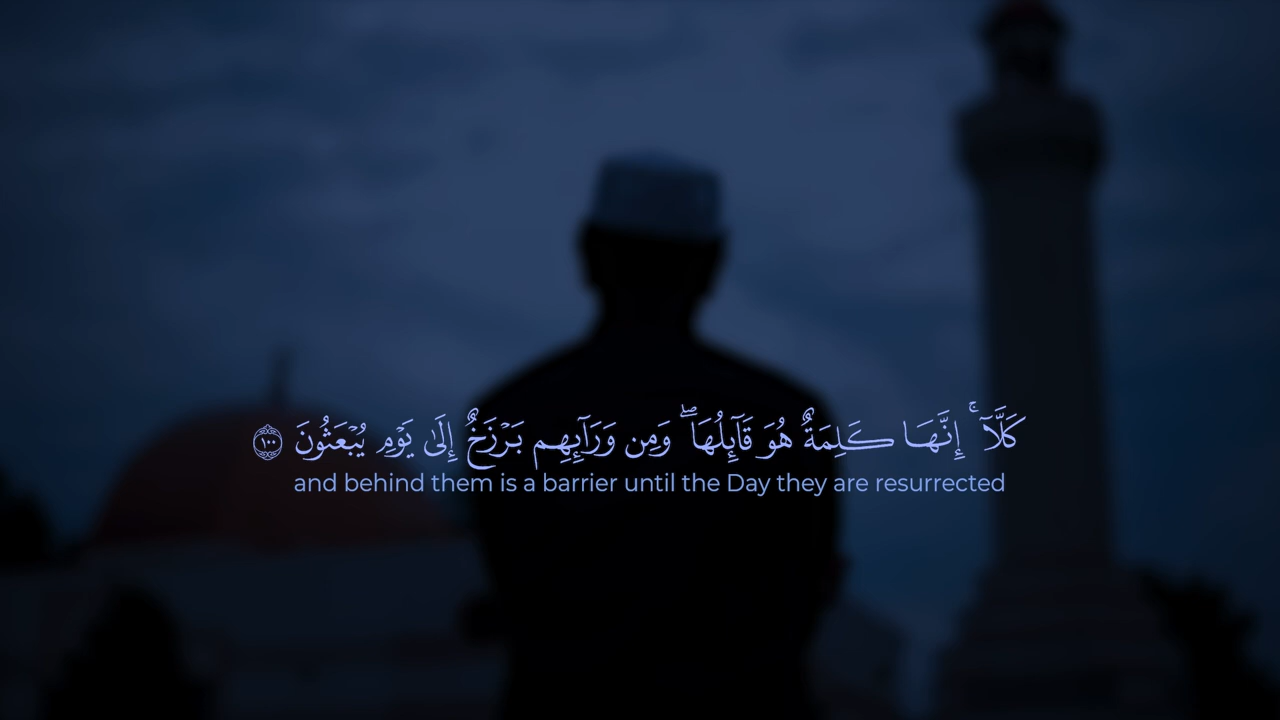 كَلَّآ ۚ إِنَّهَا كَلِمَةٌ هُوَ قَآئِلُهَا ۖ وَمِن وَرَآئِهِم بَرْزَخٌ إِلَىٰ يَوْمِ يُبْعَثُونَ ١٠٠
and behind them is a barrier until the Day they are resurrected